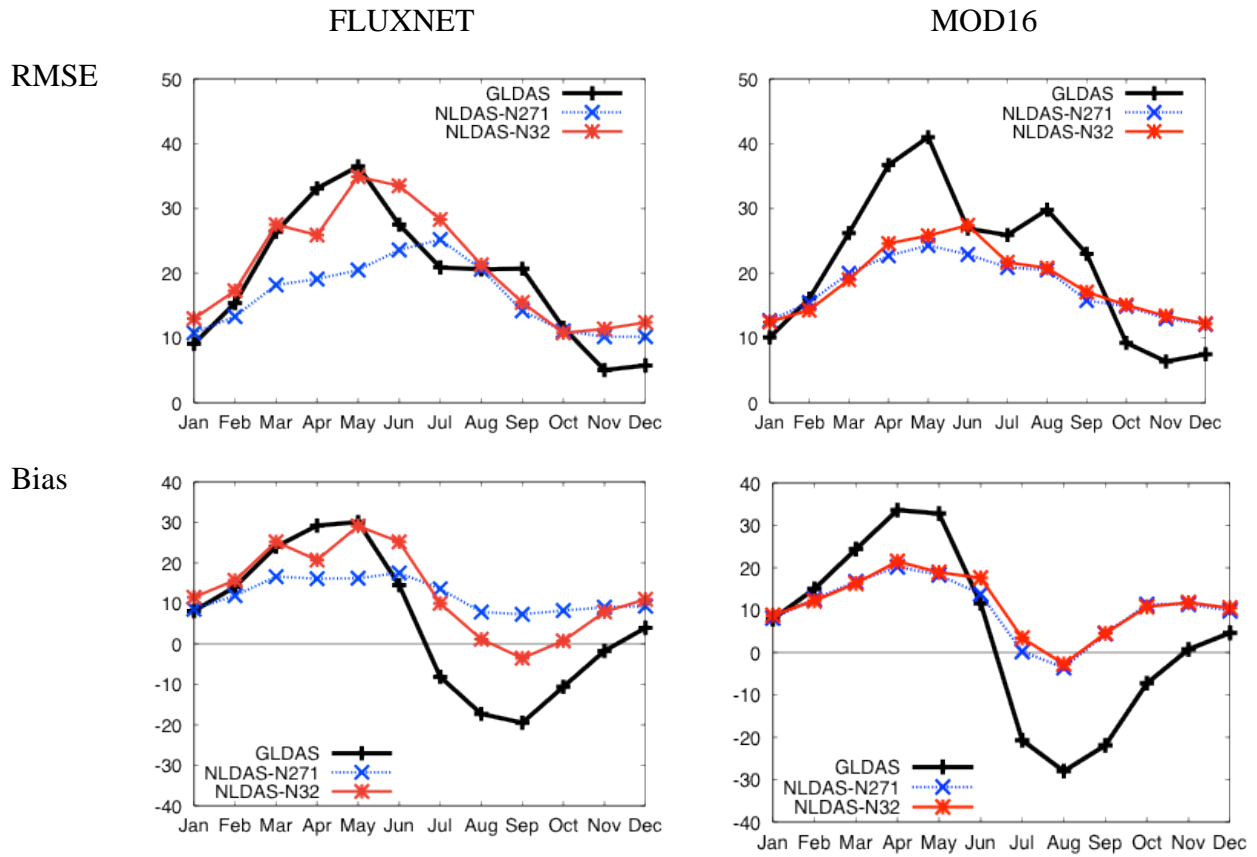 FLUXNET MOD16
RMSE
50
40
30
20
10
0
GLDAS
NLDAS-N271
NLDAS-N32
Jan Feb Mar Apr May Jun Jul Aug Sep Oct Nov Dec
50
40
30
20
10
0
GLDAS
NLDAS-N271
NLDAS-N32
Jan Feb Mar Apr May Jun Jul Aug Sep Oct Nov Dec
Bias
40
30
20
10
0
-10
-20
-30
-40
GLDAS
NLDAS-N271
NLDAS-N32
Jan Feb Mar Apr May Jun Jul Aug Sep Oct Nov Dec
40
30
20
10
0
-10
-20
-30
-40
GLDAS
NLDAS-N271
NLDAS-N32
Jan Feb Mar Apr May Jun Jul Aug Sep Oct Nov Dec